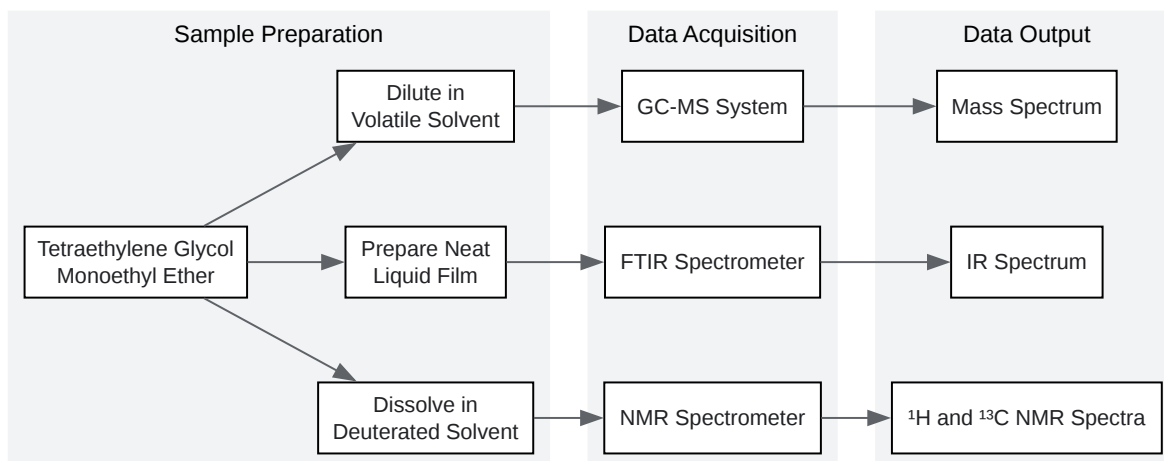 Sample Preparation
Data Acquisition
Data Output
Dilute in
Volatile Solvent
GC-MS System
Mass Spectrum
Tetraethylene Glycol
Monoethyl Ether
Prepare Neat
Liquid Film
FTIR Spectrometer
IR Spectrum
Dissolve in
Deuterated Solvent
NMR Spectrometer
¹H and ¹³C NMR Spectra